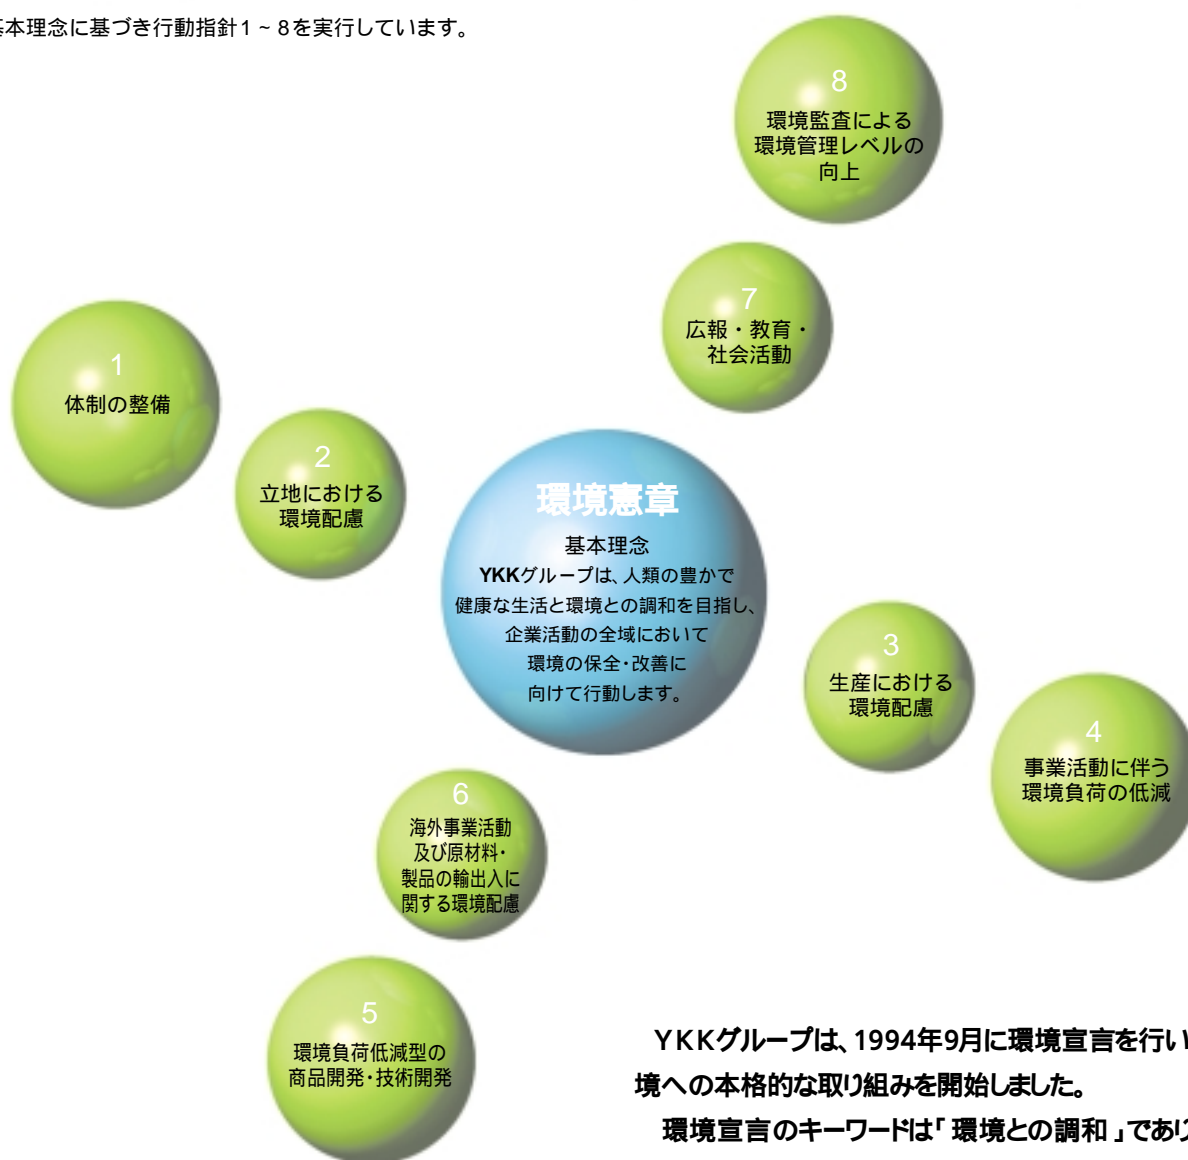 基本理念に基づき行動指針1~8を実行しています。
8
環境監査による
環境管理レベルの
向上
7
広報・教育・
社会活動
1
体制の整備
2
立地における
環境配慮
環境憲章
基本理念
YKKグループは、人類の豊かで
健康な生活と環境との調和を目指し、
企業活動の全域において
環境の保全・改善に
向けて行動します。
3
生産における
環境配慮
4
事業活動に伴う
環境負荷の低減
6
海外事業活動
及び原材料・
製品の輸出入に
関する環境配慮
5
環境負荷低減型の
商品開発・技術開発
YKKグループは、1994年9月に環境宣言を行い
境への本格的な取り組みを開始しました。
環境宣言のキーワードは「環境との調和」であり